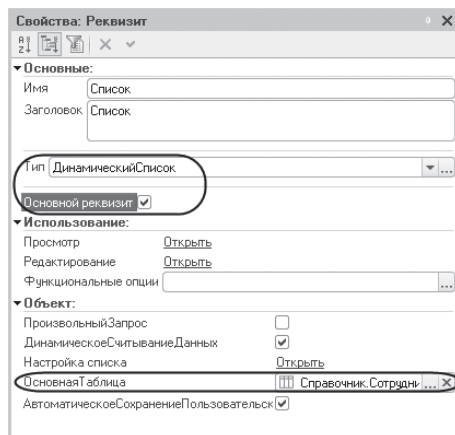 Свойства: Реквизит
Основные:
Имя Список
Заголовок Список
Тип ДинамическийСписок
Основной реквизит
Использование:
Просмотр Открыть
Редактирование Открыть
Функциональные опции
Объект:
ПроизвольныйЗапрос
ДинамическоеСчитываниеДанных
Настройка списка Открыть
ОсновнаяТаблица Справочник.Сотрудни
АвтоматическоеСохранениеПользовательск